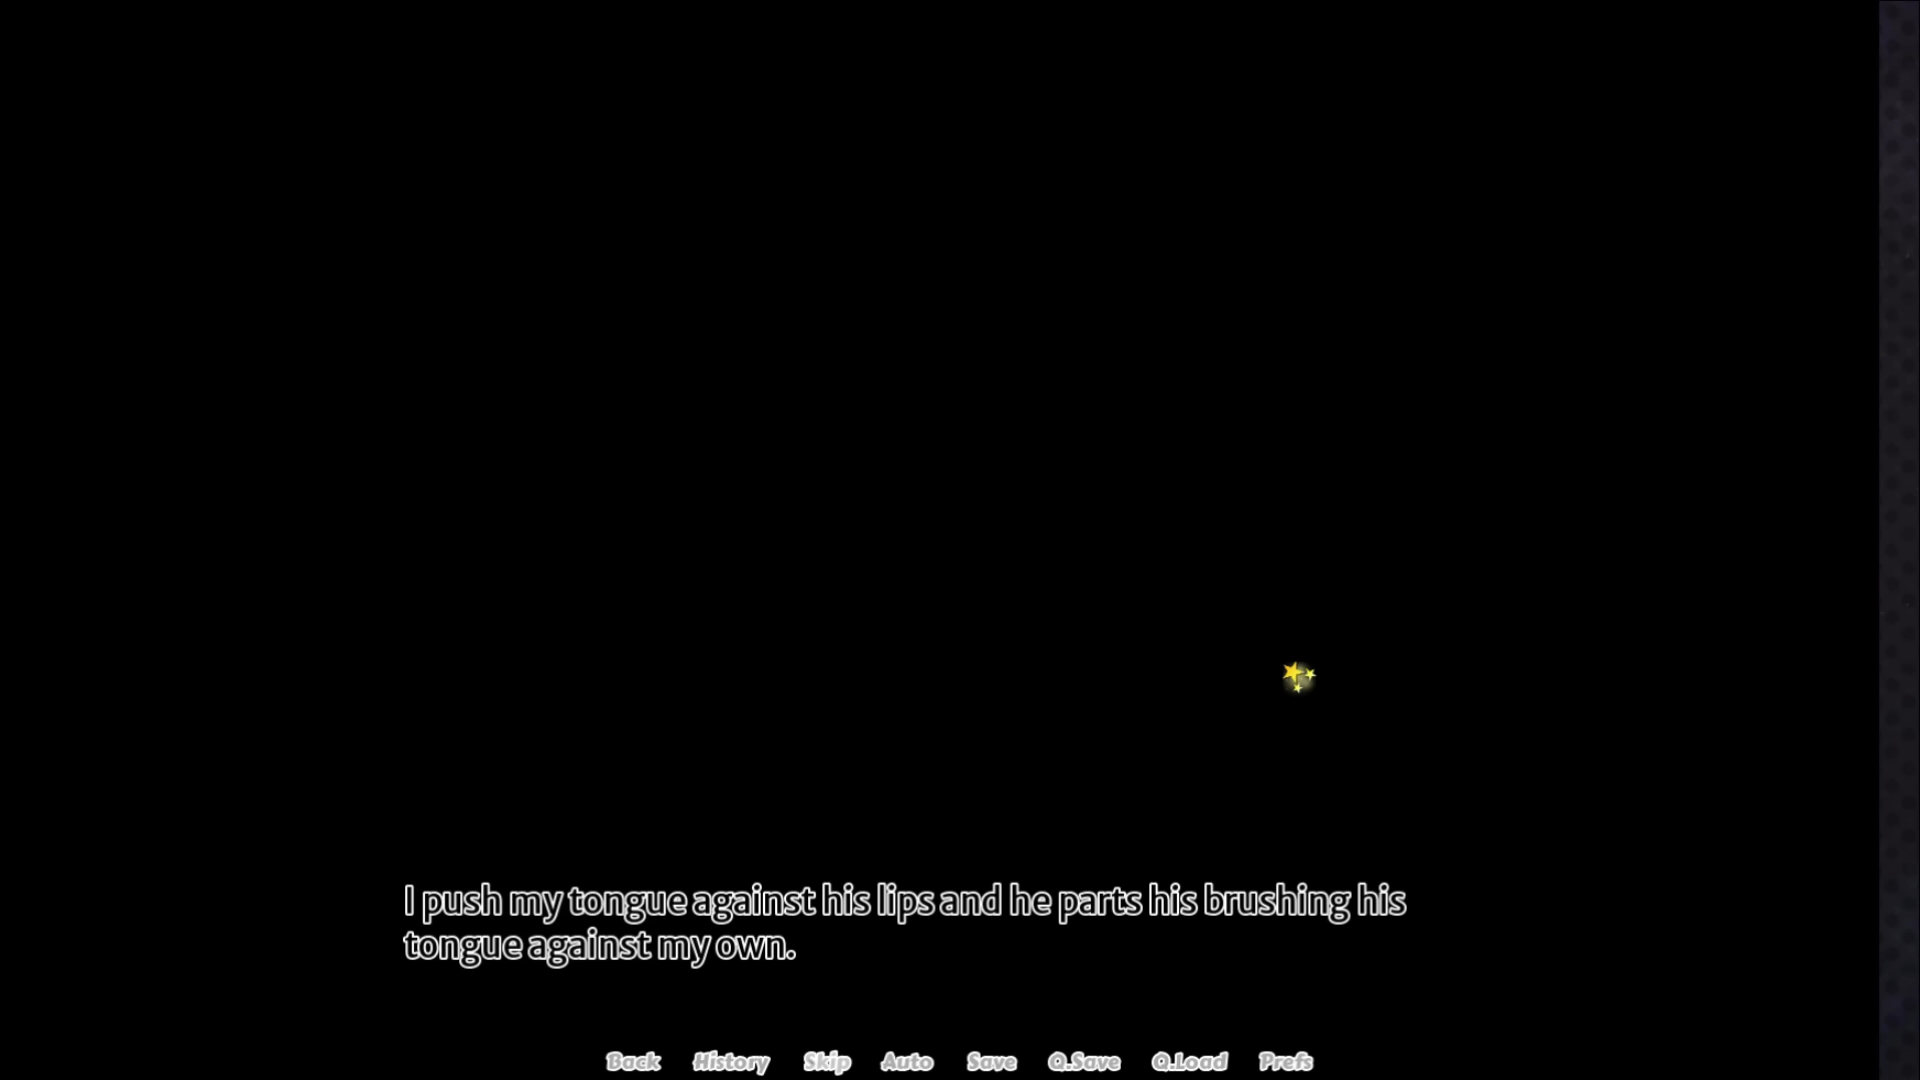 I push my tongue against his lips and he parts his brushing his
tongue against my own.
Back History Skip Auto Save Q.Save Q.Load Prefs